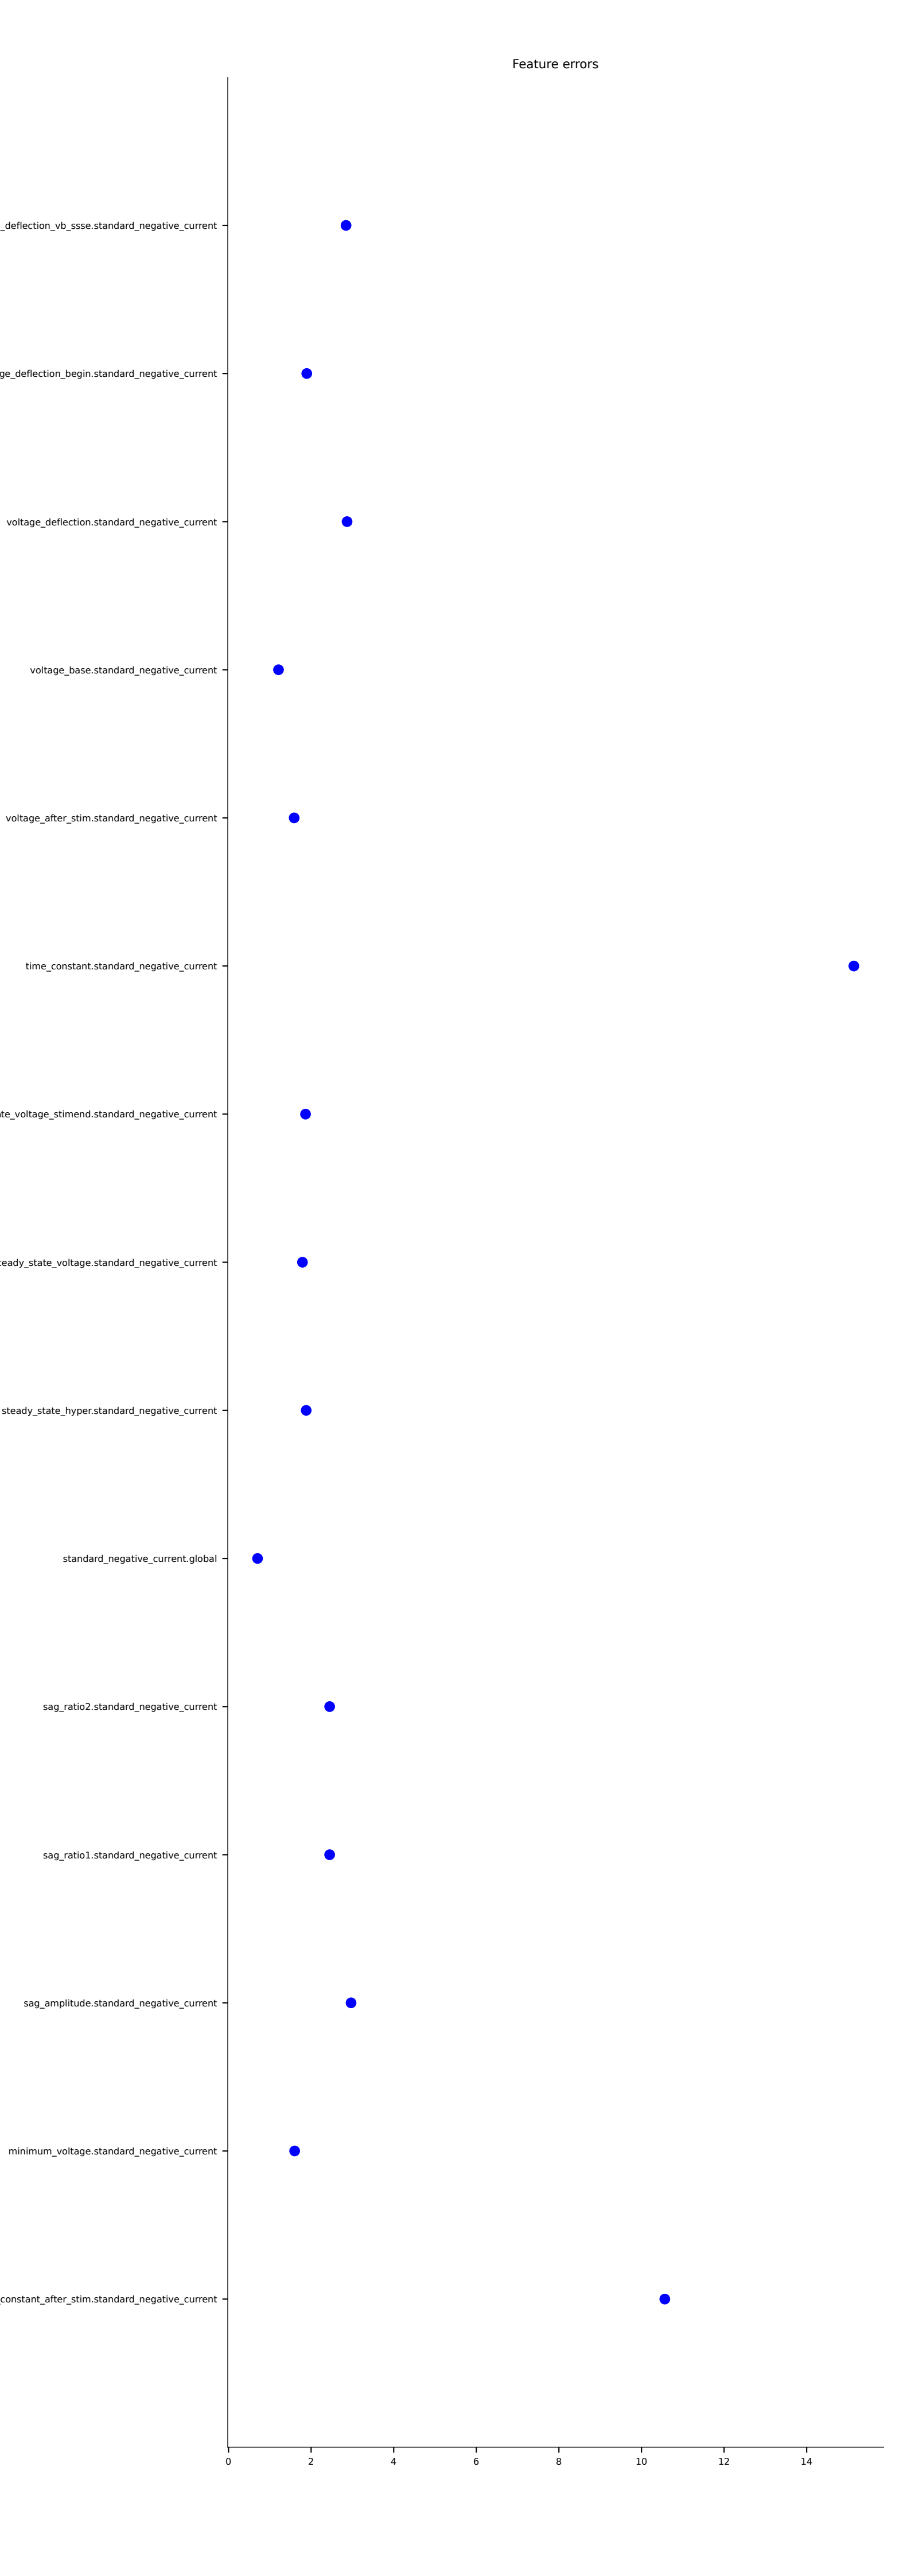 Feature errors
_deflection_vb_ssse.standard_negative_current
ge_deflection_begin.standard_negative_current
voltage_deflection.standard_negative_current
voltage_base.standard_negative_current
voltage_after_stim.standard_negative_current
time_constant.standard_negative_current
te_voltage_stimend.standard_negative_current
eady_state_voltage.standard_negative_current
steady_state_hyper.standard_negative_current
standard_negative_current.global
sag_ratio2.standard_negative_current
sag_ratio1.standard_negative_current
sag_amplitude.standard_negative_current
minimum_voltage.standard_negative_current
constant_after_stim.standard_negative_current
0 2 4 6 8 10 12 14